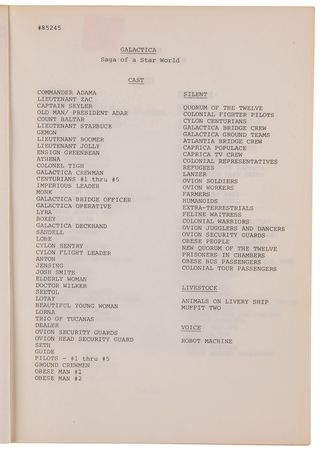 #85245
GALACTICA
Saga of a Star World
CAST
COMMANDER ADAMA
LIEUTENANT ZAC
CAPTAIN SKYLER
OLD MAN/ PRESIDENT ADAR
COUNT BALTAR
LIEUTENANT STARBUCK
GEMON
LIEUTENANT BOOMER
LIEUTENANT JOLLY
ENSIGN GREENBEAN
ATHENA
COLONEL TIGH
GALACTICA CREWMAN
CENTURIANS #1 thru #5
IMPERIOUS LEADER
MONK
GALACTICA BRIDGE OFFICER
GALACTICA OPERATIVE
LYRA
BOXEY
GALACTICA DECKHAND
SANDELL
LORE
CYLON SENTRY
CYLON FLIGHT LEADER
ANTON
JENSING
JOSH SMITE
ELDERLY WOMAN
DOCTOR WILKER
SEETOL
LOTAY
BEAUTIFUL YOUNG WOMAN
LORNA
TRIO OF TUCANAS
DEALER
OVION SECURITY GUARDS
OVION HEAD SECURITY GUARD
SETH
GUIDE
PILOTS - #1 thru #5
GROUND CREWMEN
OBESE MAN #1
OBESE MAN #2
SILENT
QUORUM OF THE TWELVE
COLONIAL FIGHTER PILOTS
CYLON CENTURIANS
GALACTICA BRIDGE CREW
GALACTICA GROUND TEAMS
ATLANTIA BRIDGE CREW
CAPRICA POPULACE
CAPRICA TV CREW
COLONIAL REPRESENTATIVES
REFUGEES
LANZER
OVION SOLDIERS
OVION WORKERS
FARMERS
HUMANOIDS
EXTRA-TERRESTRIALS
FELINE WAITRESS
COLONIAL WARRIORS
OVION JUGGLERS AND DANCERS
OVION SECURITY GUARDS
OBESE PEOPLE
NEW QUORUM OF THE TWELVE
PRISONERS IN CHAMBERS
OBESE BUS PASSENGERS
COLONIAL TOUR PASSENGERS
LIVESTOCK
ANIMALS ON LIVERY SHIP
MUFFIT TWO
VOICE
ROBOT MACHINE